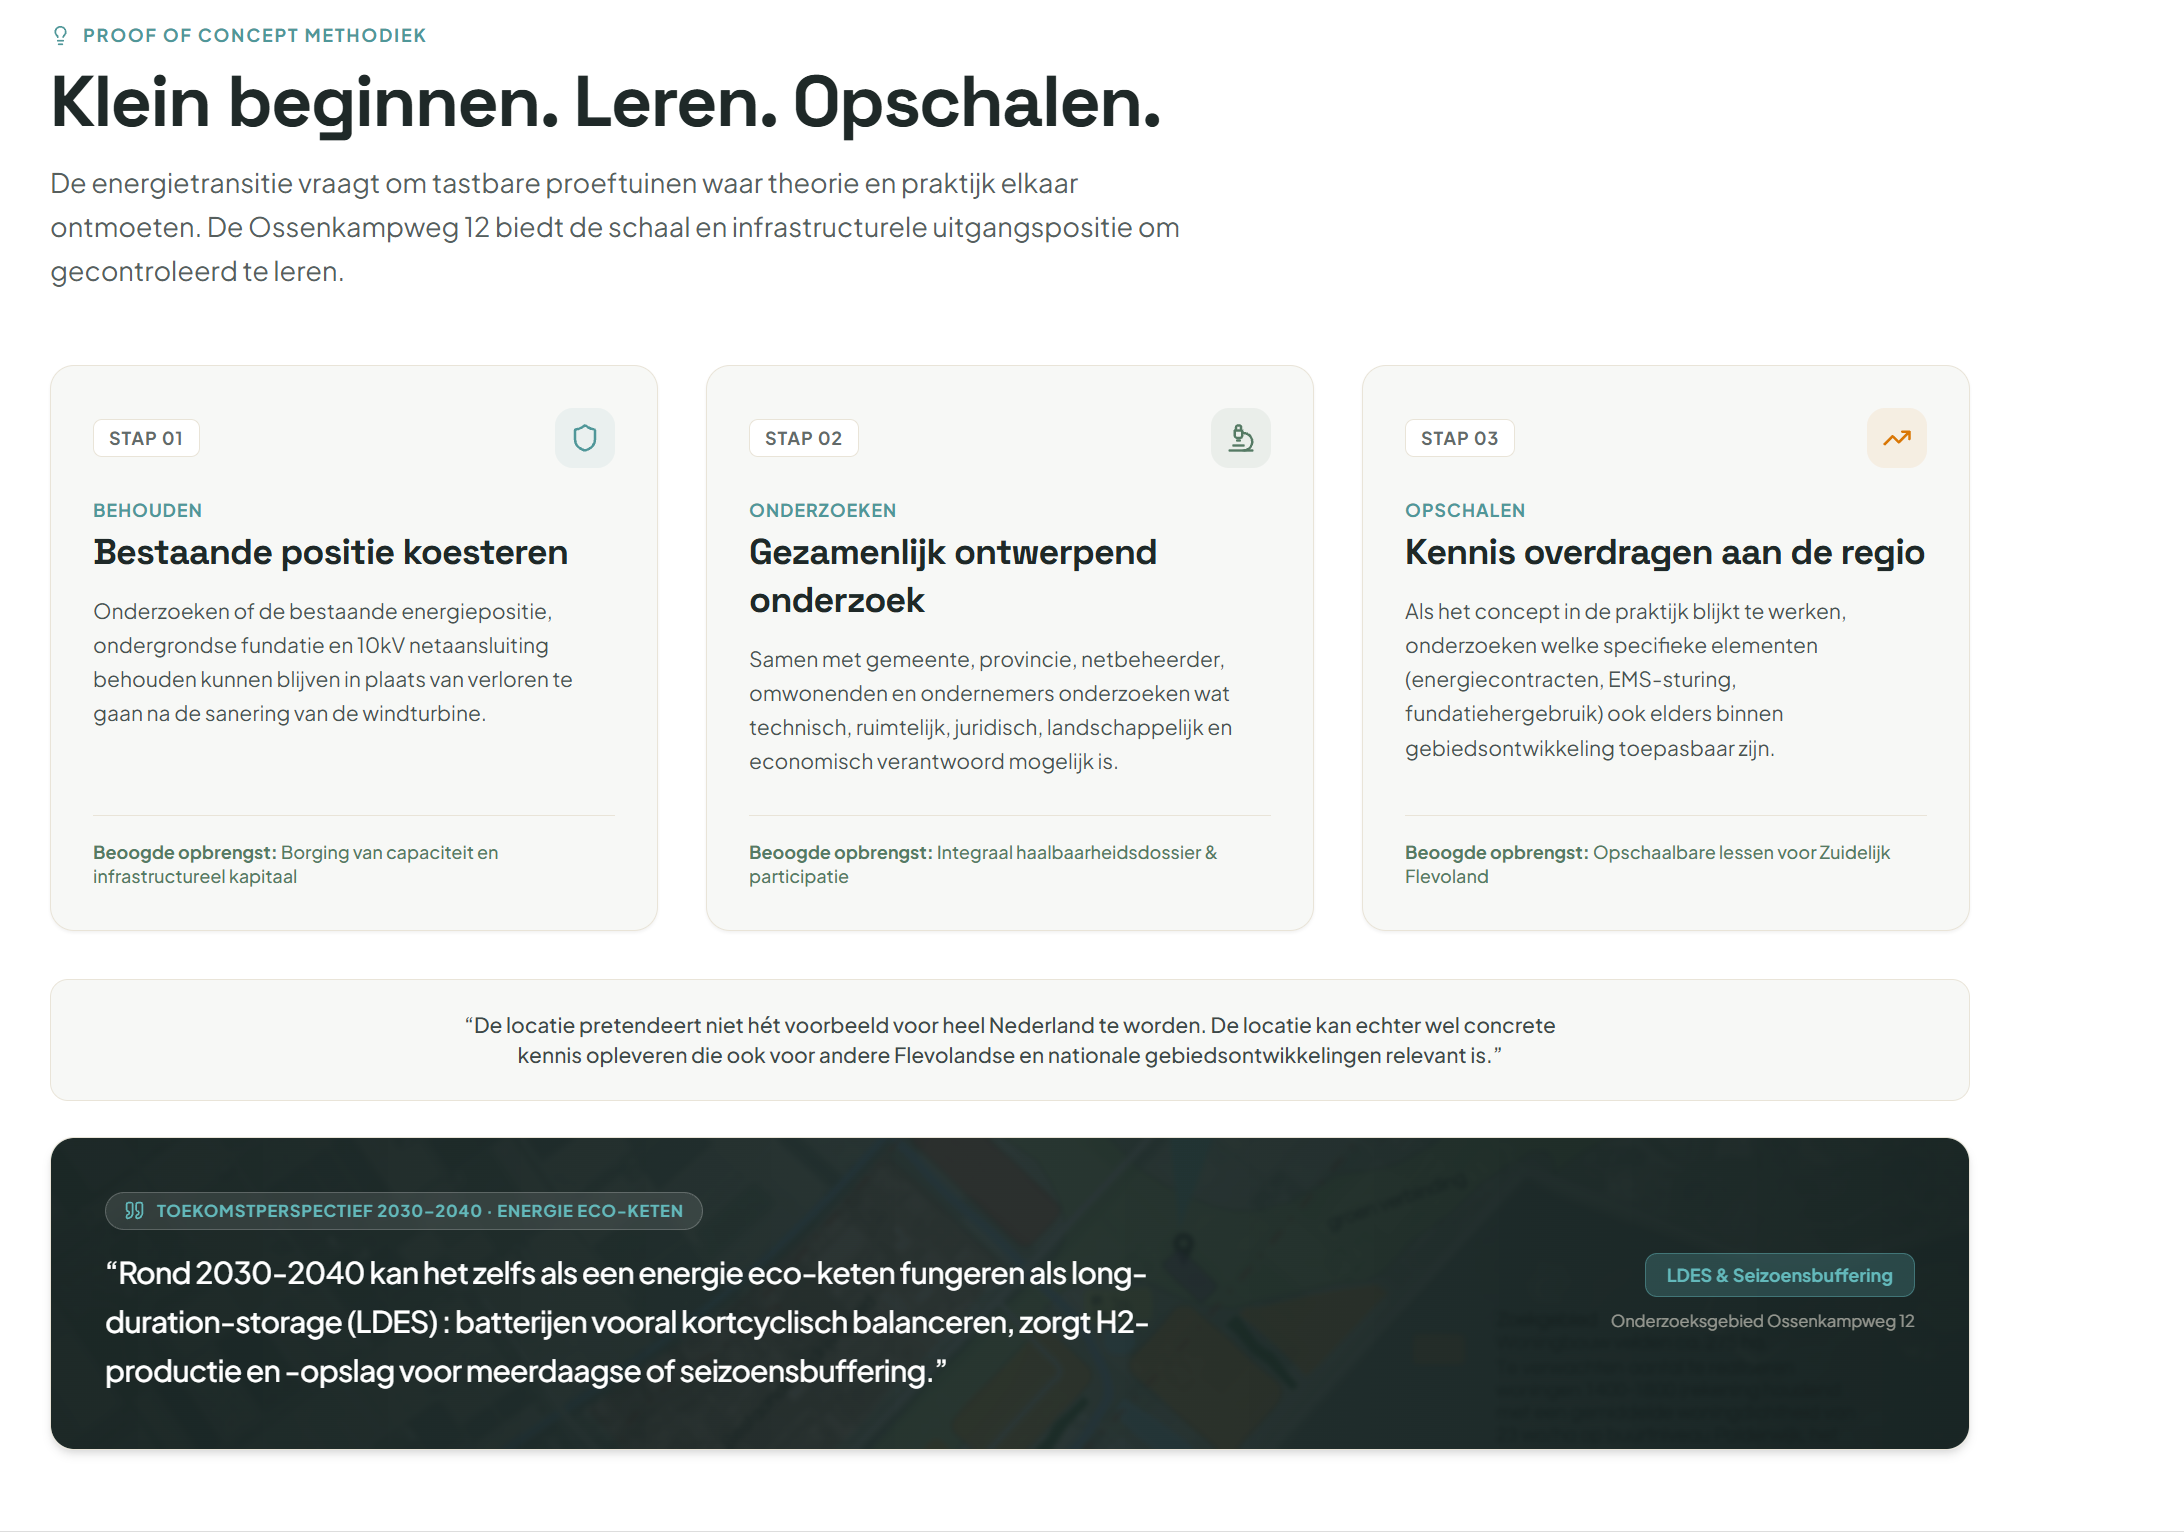 PROOF OF CONCEPT METHODIEK
Klein beginnen. Leren. Opschalen.
De energietransitie vraagt om tastbare proeftuinen waar theorie en praktijk elkaar
ontmoeten. De Ossenkampweg 12 biedt de schaal en infrastructurele uitgangspositie om
gecontroleerd te leren.
STAP 01
BEHOUDEN
Bestaande positie koesteren
Onderzoeken of de bestaande energiepositie,
ondergrondse fundatie en 10kV netaansluiting
behouden kunnen blijven in plaats van verloren te
gaan na de sanering van de windturbine.
Beoogde opbrengst: Borging van capaciteit en
infrastructureel kapitaal
STAP 02
ONDERZOEKEN
Gezamenlijk ontwerpend
onderzoek
Samen met gemeente, provincie, netbeheerder,
omwonenden en ondernemers onderzoeken wat
technisch, ruimtelijk, juridisch, landschappelijk en
economisch verantwoord mogelijk is.
Beoogde opbrengst: Integraal haalbaarheidsdossier &
participatie
STAP 03
OPSCHALEN
Kennis overdragen aan de regio
Als het concept in de praktijk blijkt te werken,
onderzoeken welke specifieke elementen
(energiecontracten, EMS-sturing,
fundatiehergebruik) ook elders binnen
gebiedsontwikkeling toepasbaar zijn.
Beoogde opbrengst: Opschaalbare lessen voor Zuidelijk
Flevoland
“De locatie pretendeert niet hét voorbeeld voor heel Nederland te worden. De locatie kan echter wel concrete
kennis opleveren die ook voor andere Flevolandse en nationale gebiedsontwikkelingen relevant is.”
TOEKOMSTPERSPECTIEF 2030–2040 · ENERGIE ECO-KETEN
“Rond 2030-2040 kan het zelfs als een energie eco-keten fungeren als long-
duration-storage (LDES) : batterijen vooral kortcyclisch balanceren, zorgt H2-
productie en -opslag voor meerdaagse of seizoensbuffering.”
LDES & Seizoensbuffering
Onderzoeksgebied Ossenkampweg 12